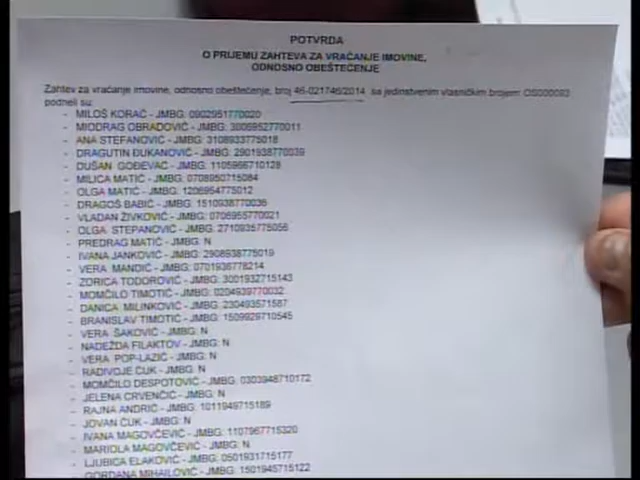 POTVRDA
O PRIJEMU ZAHTEVA ZA VRAĆANJE IMOVINE,
ODNOSNO OBEŠTEĆENJE
Zahtev za vraćanje imovine, odnosno obeštećenje, broj 46-021746/2014 sa jedinstvenim vlasničkim brojem OS000093
podneli su:
- MILOŠ KORAĆ - JMBG: 0902951770020
- MIODRAG OBRADOVIĆ - JMBG: 3006952770011
- ANA STEFANOVIĆ - JMBG: 3108933775018
- DRAGUTIN ĐUKANOVIĆ - JMBG: 2901938770039
- DUŠAN GOĐEVAC - JMBG: 1105966710128
- MILICA MATIĆ - JMBG: 0708950715084
- OLGA MATIĆ - JMBG: 1206954775012
- DRAGOŠ BABIĆ - JMBG: 1510938770036
- VLADAN ŽIVKOVIĆ - JMBG: 0706955770021
- OLGA STEPANOVIĆ - JMBG: 2710935775056
- PREDRAG MATIĆ - JMBG: N
- IVANA JANKOVIĆ - JMBG: 2908938775019
- VERA MANDIĆ - JMBG: 0701936778214
- ZORICA TODOROVIĆ - JMBG: 3001932715143
- MOMČILO TIMOTIĆ - JMBG: 0204939770032
- DANICA MILINKOVIĆ - JMBG: 230493571587
- BRANISLAV TIMOTIĆ - JMBG: 1509929710545
- VERA ŠAKOVIĆ - JMBG: N
- NADEŽDA FILAKTOV - JMBG: N
- VERA POP-LAZIĆ - JMBG: N
- RADIVOJE ĆUK - JMBG: N
- MOMČILO DESPOTOVIĆ - JMBG: 0303948710172
- JELENA CRVENČIĆ - JMBG: N
- RAJNA ANDRIĆ - JMBG: 1011949715189
- JOVAN ĆUK - JMBG: N
- IVANA MAGOVČEVIĆ - JMBG: 1107967715320
- MARIOLA MAGOVČEVIĆ - JMBG: N
- LJUBICA ELAKOVIĆ - JMBG: 0501931715177
- GORDANA MIHAILOVIĆ - JMBG: 1501945715122